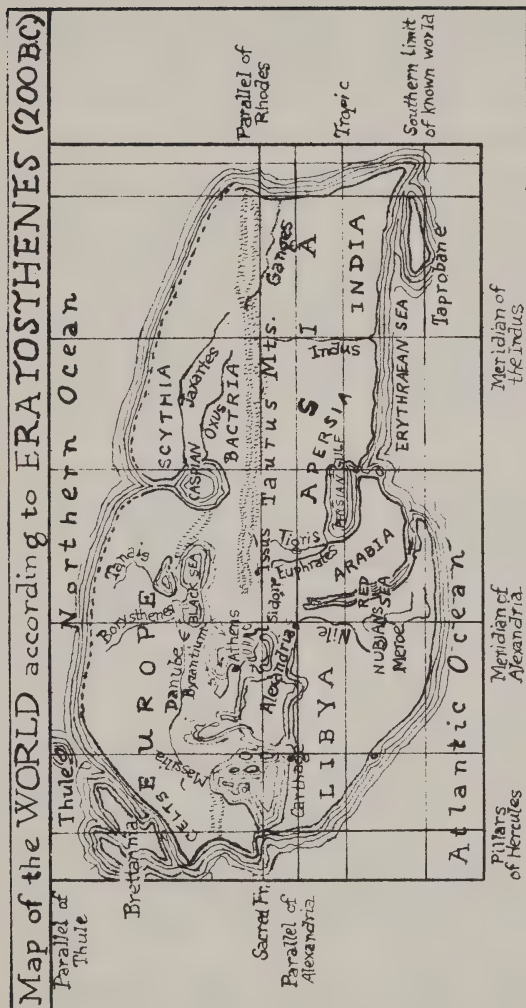 Map of the WORLD according to ERATOSTHENES (200 B.C)
Northern Ocean
Parallel of
Thule
Thule
Brettannia
CELTS
EUROPE
Borysthenes
Tanais
SCYTHIA
Jaxartes
Oxus
BACTRIA
CASPIAN
BLACK SEA
Danube
Byzantium
Massilia
Athens
Parallel of
Rhodes
Sacred Pr.
Taurus Mts.
Ganges
Issus
Sidon
Tigris
Euphrates
Parallel of
Alexandria
Alexandria
Carthage
ASIA
PERSIA
PERSIAN GULF
Indus
INDIA
Tropic
LIBYA
Nile
RED
SEA
ARABIA
NUBIANS
Meroe
ERYTHRAEAN SEA
Taprobane
Southern Limit
of known world
Atlantic Ocean
Pillars
of Hercules
Meridian of
Alexandria
Meridian of
the Indus